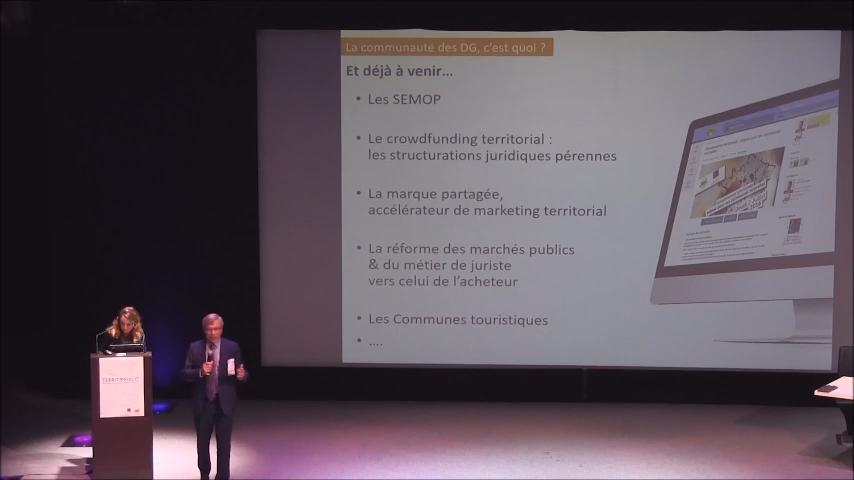 La communauté des DG, c'est quoi ?
Et déjà à venir...
• Les SEMOP
• Le crowdfunding territorial :
les structurations juridiques pérennes
• La marque partagée,
accélérateur de marketing territorial
• La réforme des marchés publics
& du métier de juriste
vers celui de l'acheteur
• Les Communes touristiques
• ....